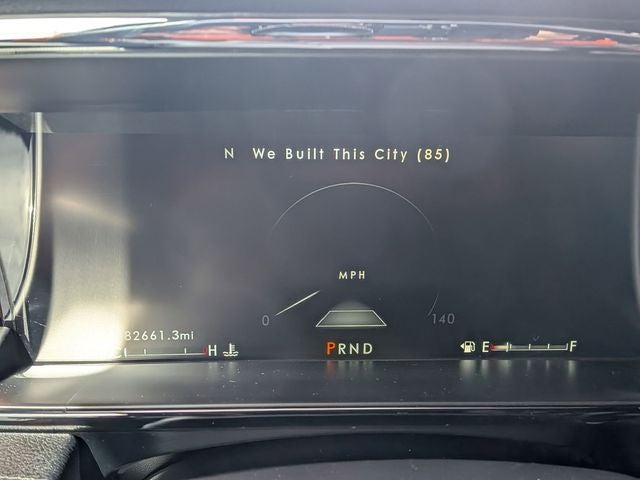 N We Built This City (85)
MPH
0 140
82661.3mi
C H PRND E F